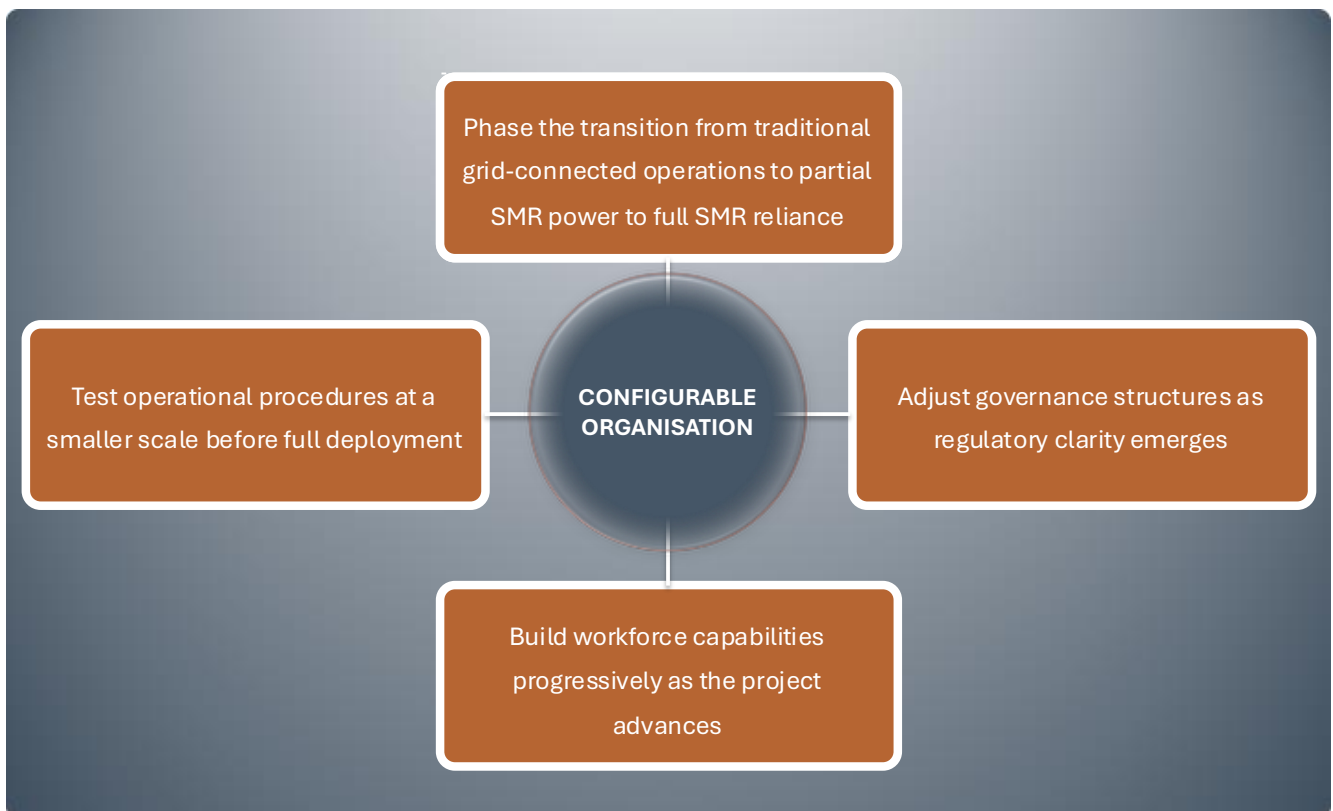 Phase the transition from traditional
grid-connected operations to partial
SMR power to full SMR reliance
Test operational procedures at a
smaller scale before full deployment
CONFIGURABLE
ORGANISATION
Adjust governance structures as
regulatory clarity emerges
Build workforce capabilities
progressively as the project
advances